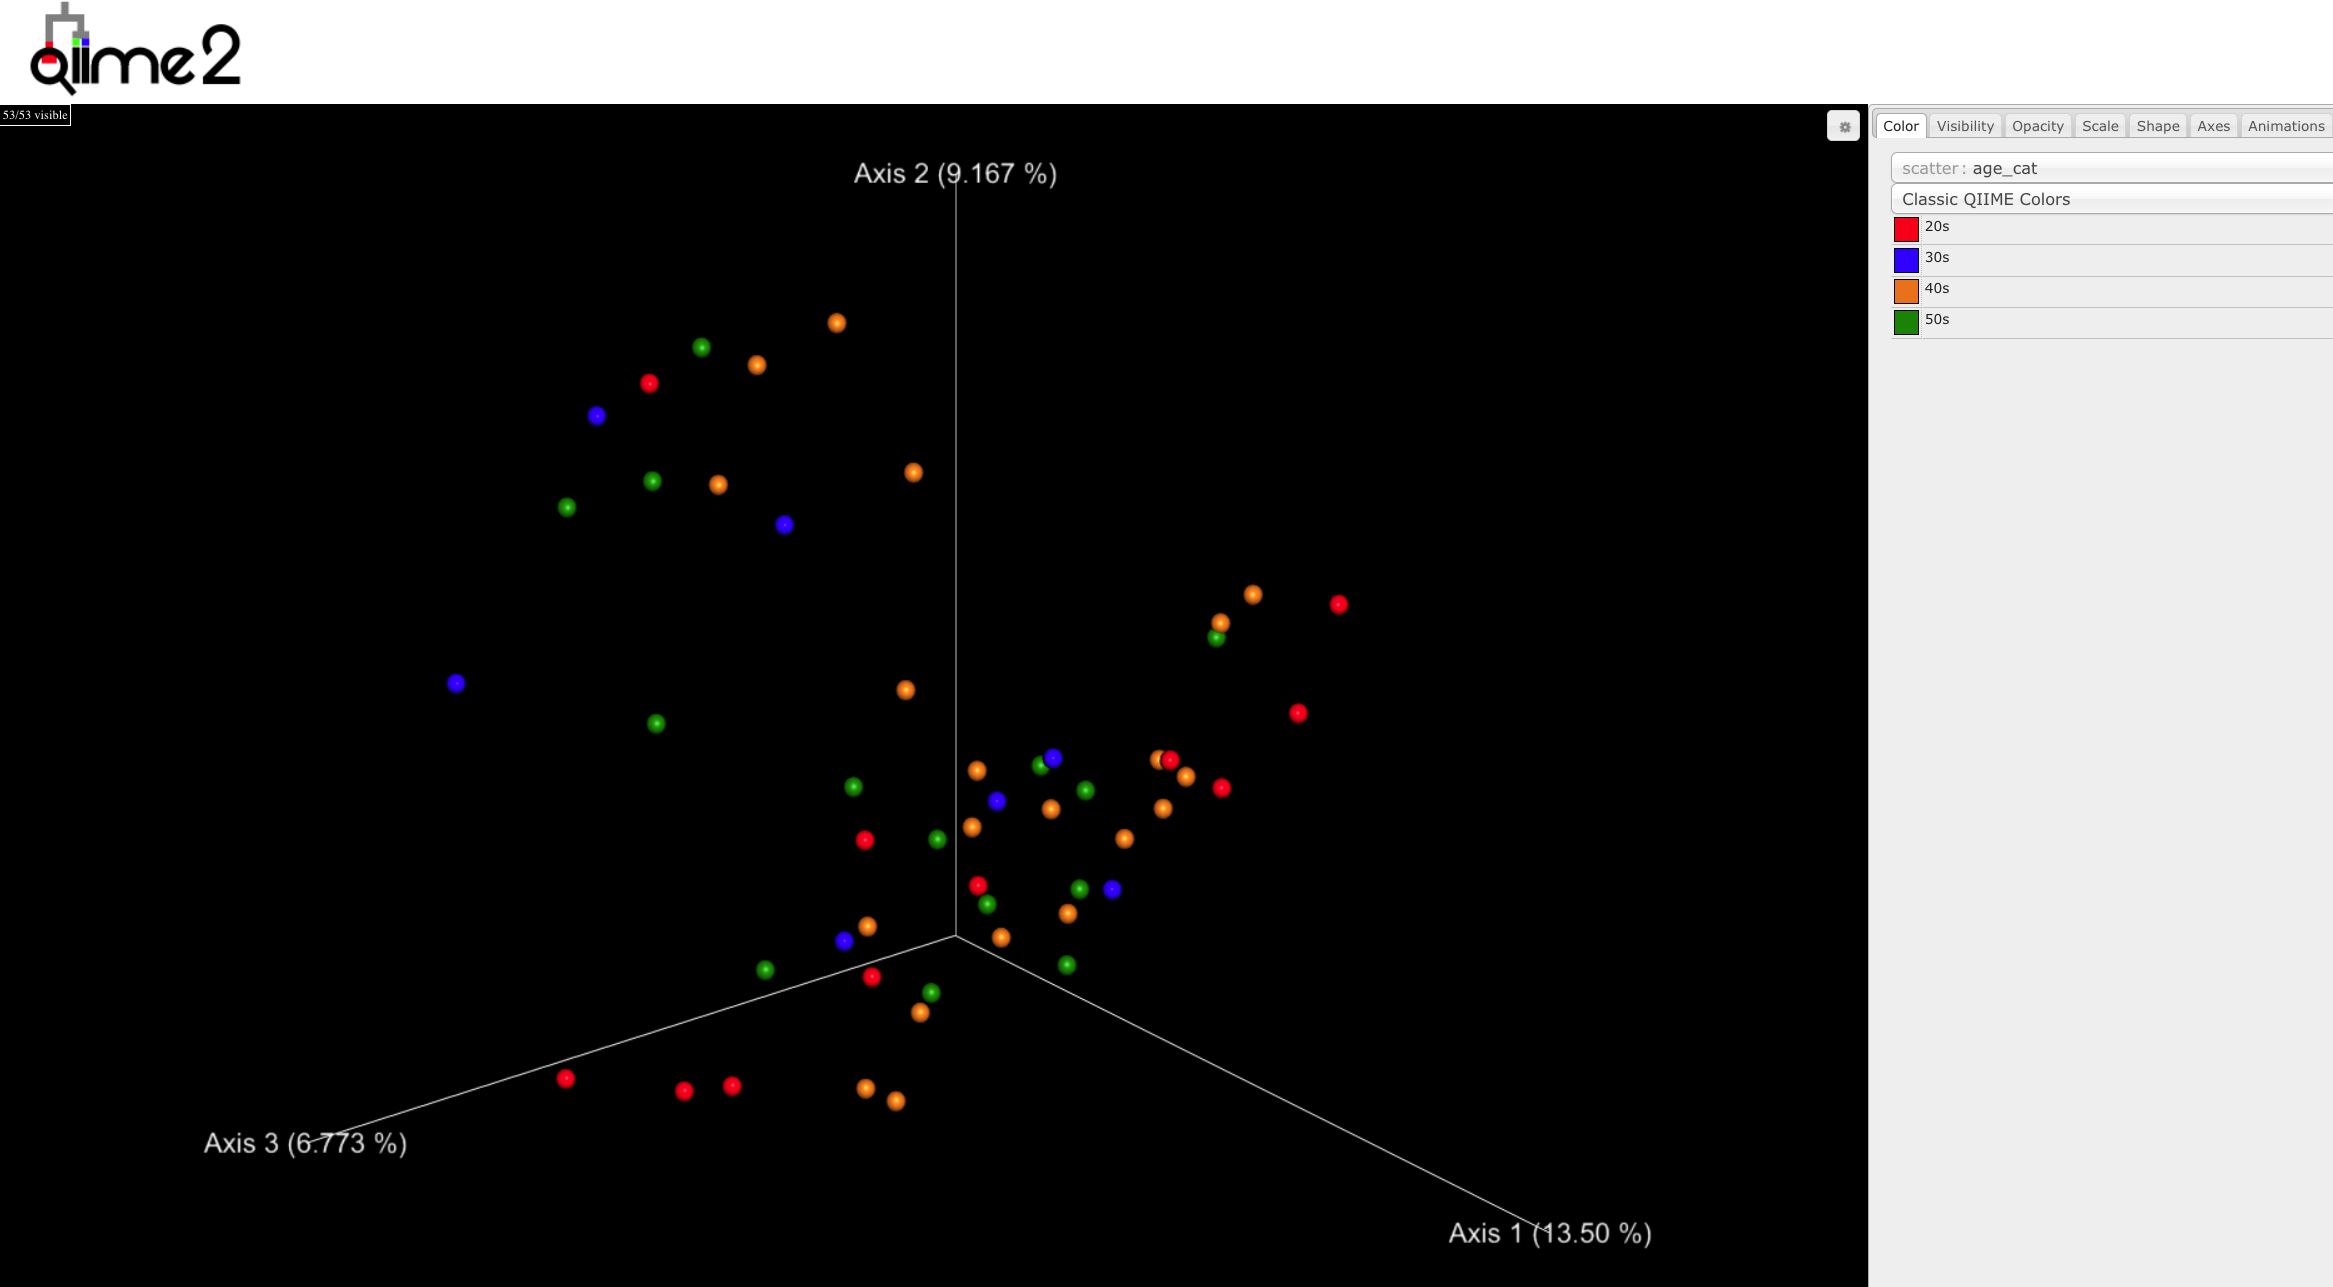 qiime2
53/53 visible
Color Visibility Opacity Scale Shape Axes Animations
scatter: age_cat
Classic QIIME Colors
20s
30s
40s
50s
Axis 2 (9.167 %)
Axis 3 (6.773 %)
Axis 1 (13.50 %)